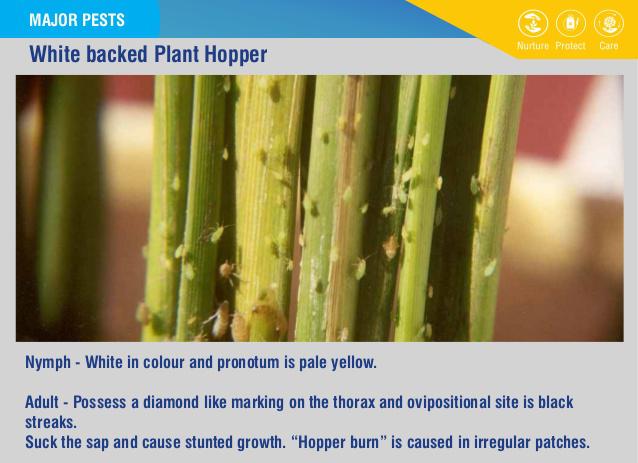 MAJOR PESTS
Nurture Protect Care
White backed Plant Hopper
Nymph - White in colour and pronotum is pale yellow.
Adult - Possess a diamond like marking on the thorax and ovipositional site is black
streaks.
Suck the sap and cause stunted growth. “Hopper burn” is caused in irregular patches.